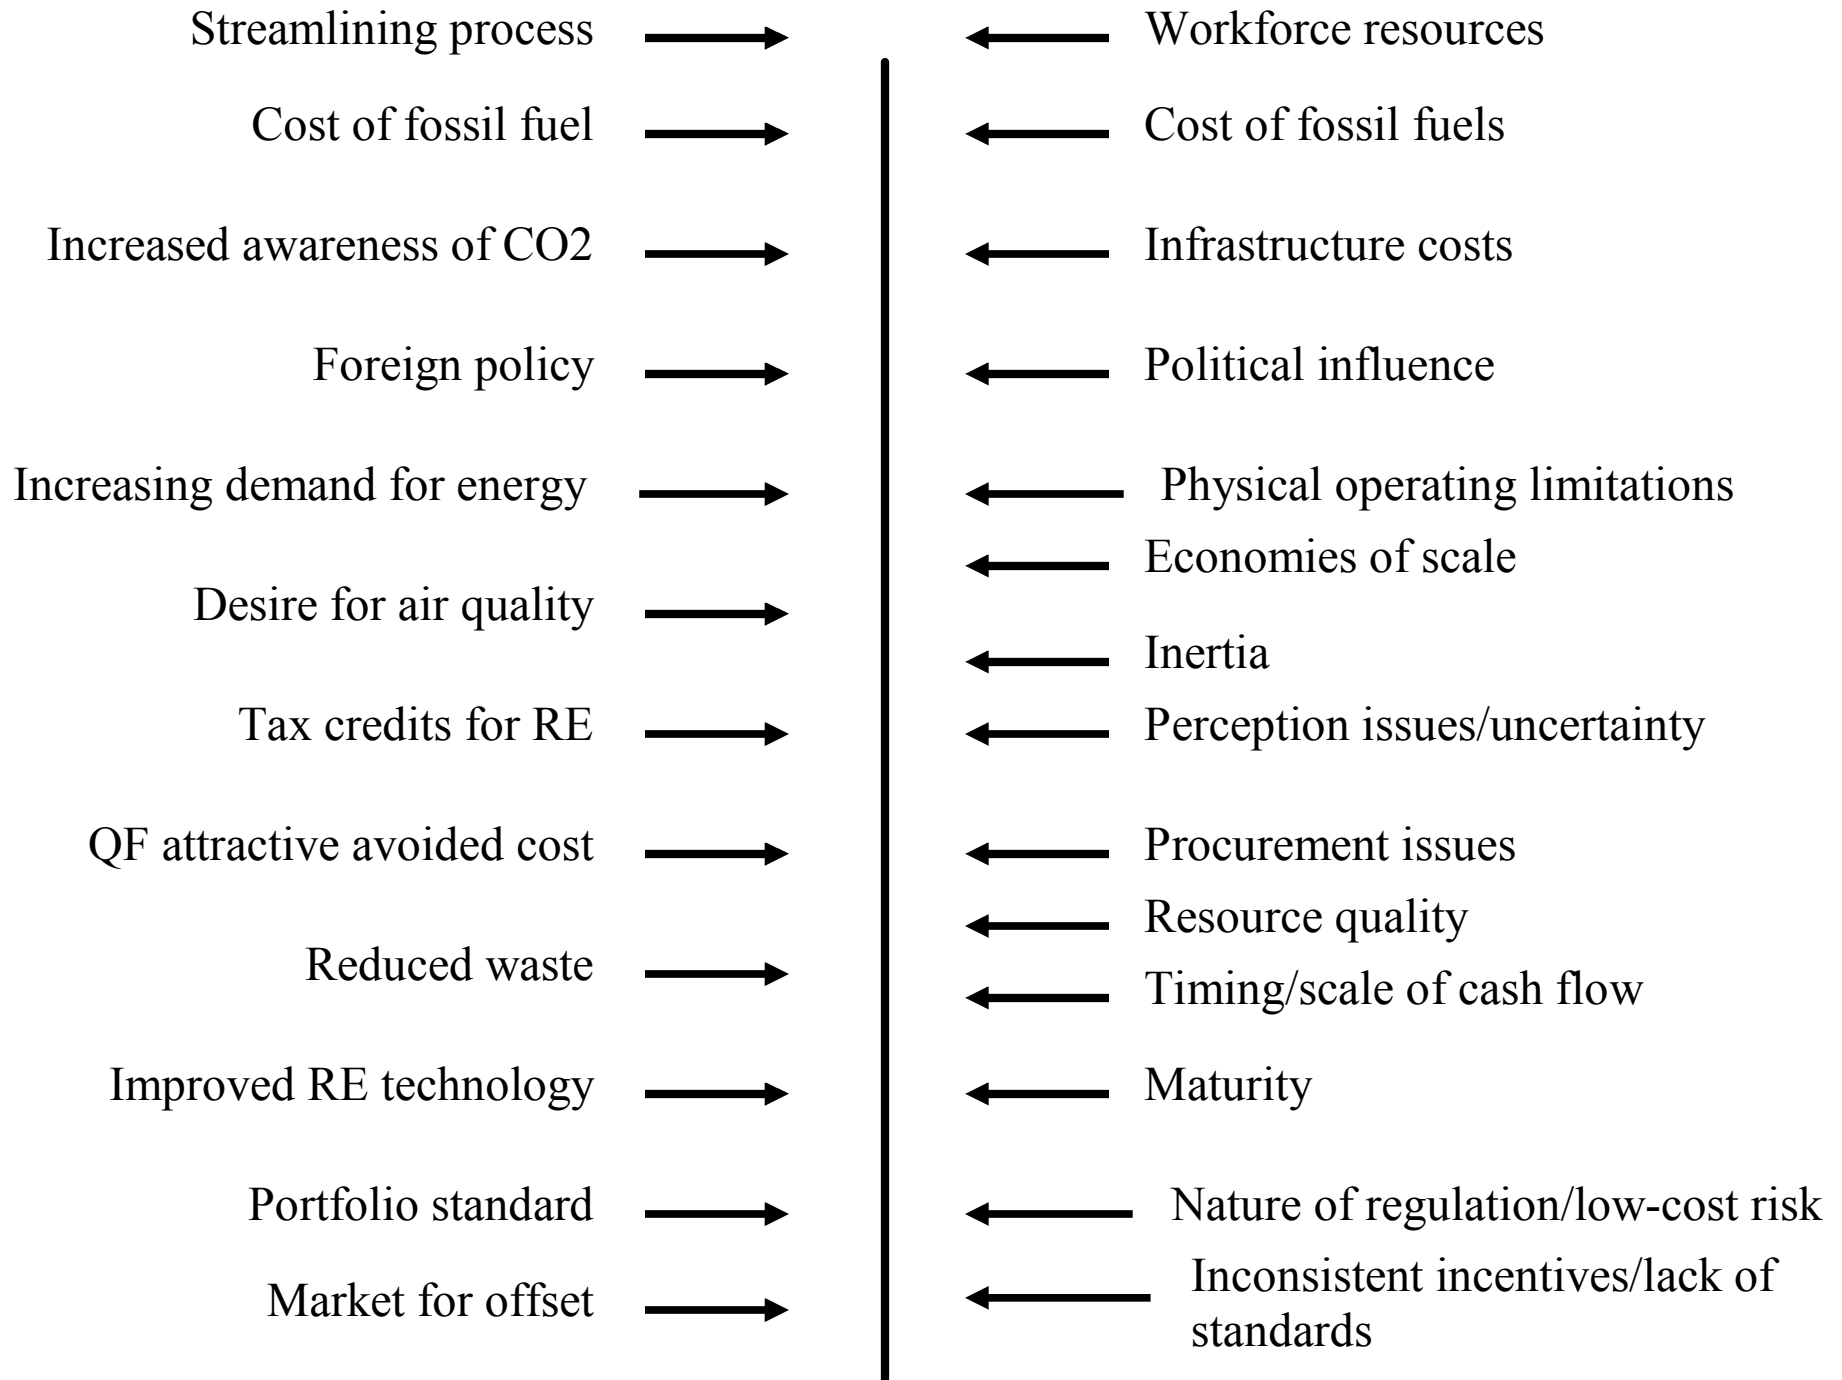 Streamlining process
Workforce resources
Cost of fossil fuel
Cost of fossil fuels
Increased awareness of CO2
Infrastructure costs
Foreign policy
Political influence
Increasing demand for energy
Physical operating limitations
Economies of scale
Desire for air quality
Inertia
Tax credits for RE
Perception issues/uncertainty
QF attractive avoided cost
Procurement issues
Resource quality
Reduced waste
Timing/scale of cash flow
Improved RE technology
Maturity
Portfolio standard
Nature of regulation/low-cost risk
Market for offset
Inconsistent incentives/lack of
standards